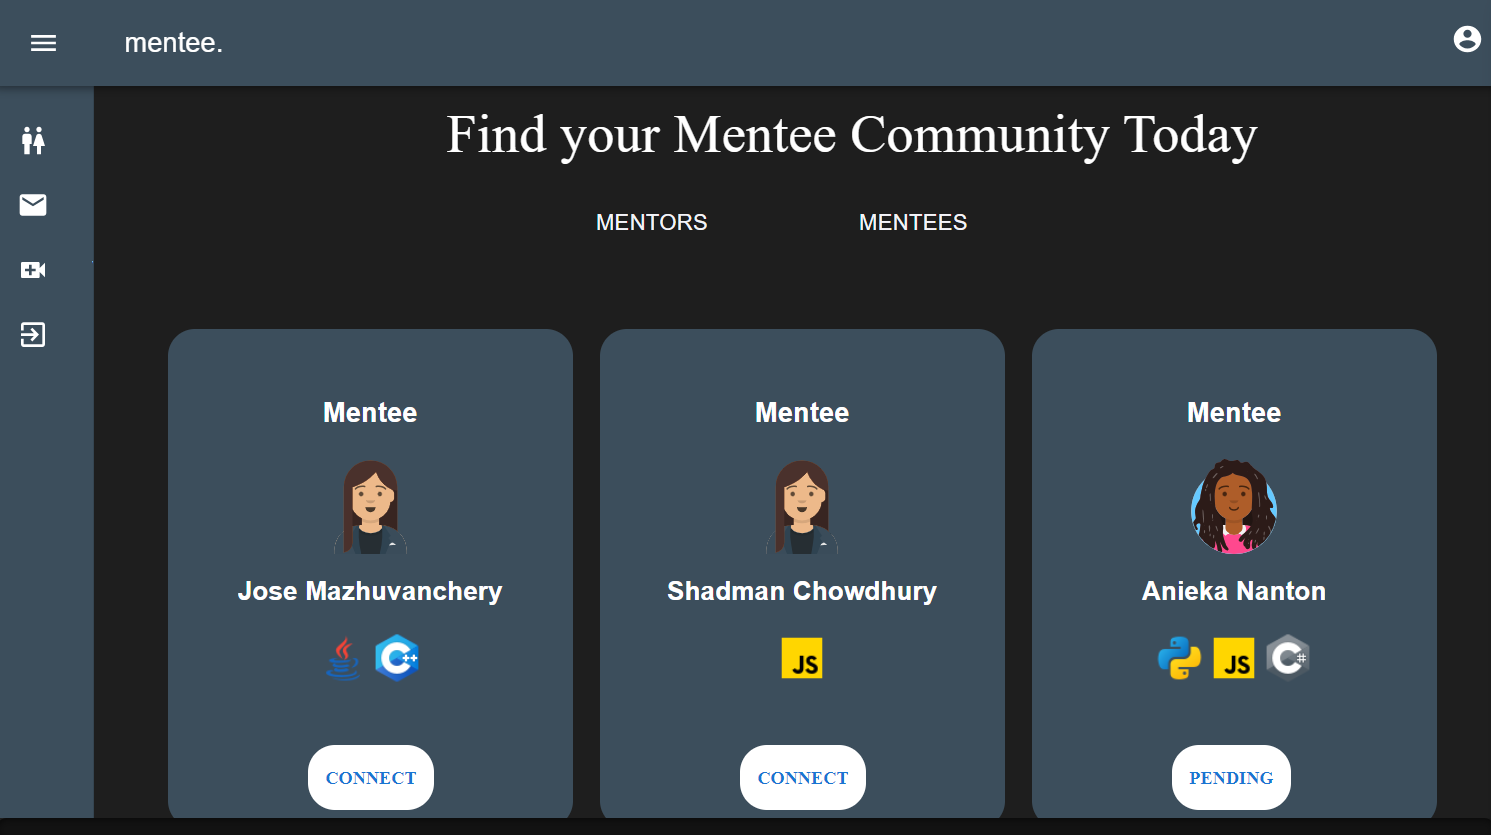 mentee.
Find your Mentee Community Today
MENTORS MENTEES
Mentee Mentee Mentee
Jose Mazhuvanchery Shadman Chowdhury Anieka Nanton
C++ JS JS C#
CONNECT CONNECT PENDING